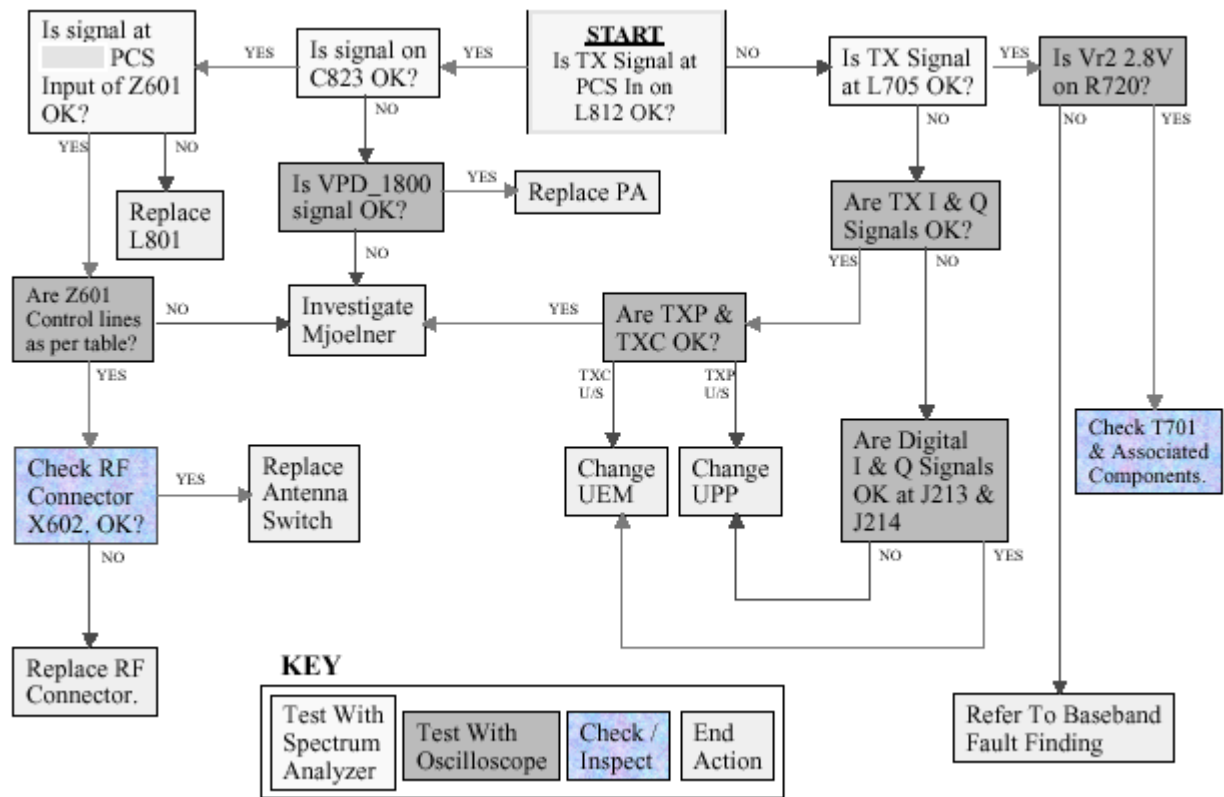 Is signal at
PCS
Input of Z601
OK?
YES
Is signal on
C823 OK?
YES
START
Is TX Signal at
PCS In on
L812 OK?
NO
Is TX Signal
at L705 OK?
YES
Is Vr2 2.8V
on R720?
YES
NO
NO
NO
NO
YES
Replace
L801
Is VPD_1800
signal OK?
YES
Replace PA
Are TX I & Q
Signals OK?
NO
YES
NO
Are Z601
Control lines
as per table?
NO
Investigate
Mjoelner
YES
Are TXP &
TXC OK?
YES
TXC
U/S
TXP
U/S
Check RF
Connector
X602. OK?
YES
Replace
Antenna
Switch
Change
UEM
Change
UPP
Are Digital
I & Q Signals
OK at J213 &
J214
Check T701
& Associated
Components.
NO
NO
YES
Replace RF
Connector.
Refer To Baseband
Fault Finding
KEY
Test With
Spectrum
Analyzer
Test With
Oscilloscope
Check /
Inspect
End
Action